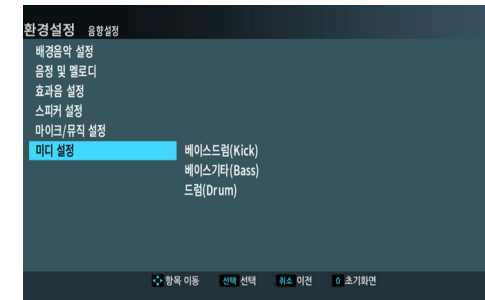 환경설정 음향설정
배경음악 설정
음정 및 멜로디
효과음 설정
스피커 설정
마이크/뮤직 설정
미디 설정 베이스드럼(Kick)
베이스기타(Bass)
드럼(Drum)
항목 이동 선택 선택 취소 이전 0 초기화면